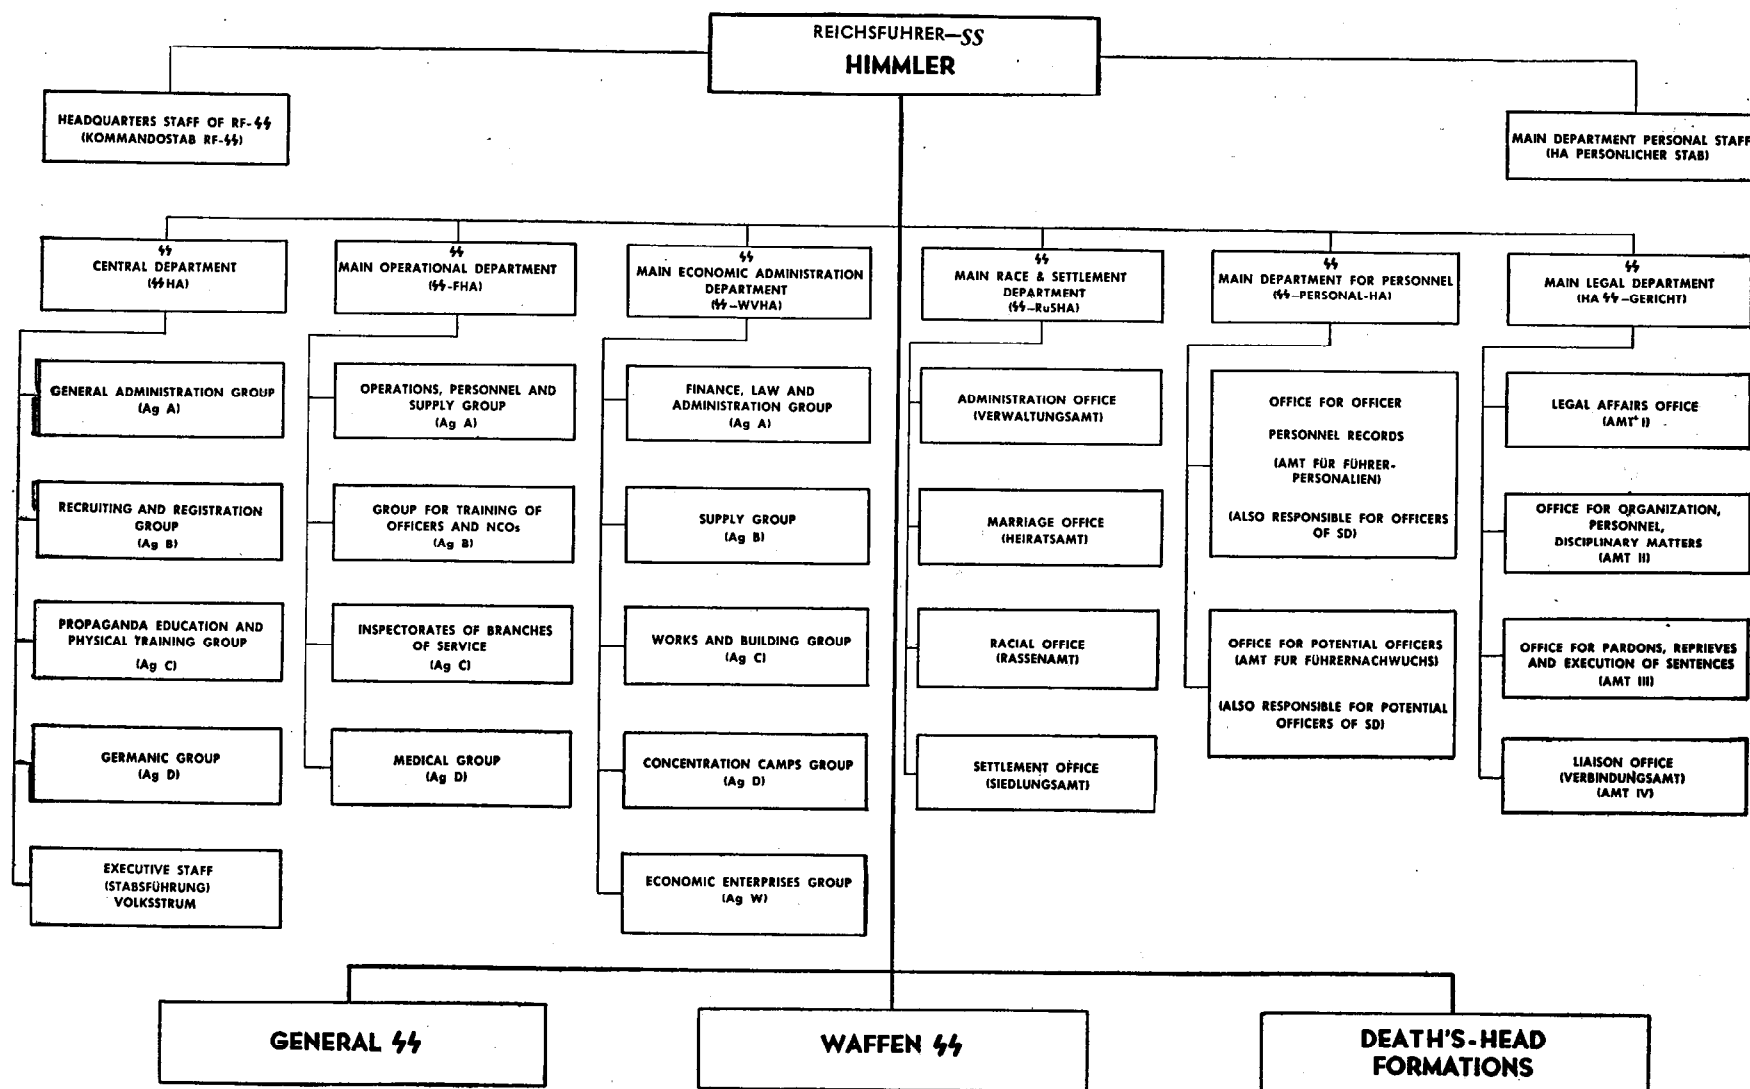 REICHSFUHRER—SS
HIMMLER
HEADQUARTERS STAFF OF RF-SS
(KOMMANDOSTAB RF-SS)
MAIN DEPARTMENT PERSONAL STAFF
(HA PERSONLICHER STAB)
SS
CENTRAL DEPARTMENT
(SSHA)
GENERAL ADMINISTRATION GROUP
(Ag A)
RECRUITING AND REGISTRATION
GROUP
(Ag B)
PROPAGANDA EDUCATION AND
PHYSICAL TRAINING GROUP
(Ag C)
GERMANIC GROUP
(Ag D)
EXECUTIVE STAFF
(STABSFÜHRUNG)
VOLKSSTRUM
SS
MAIN OPERATIONAL DEPARTMENT
(SS-FHA)
OPERATIONS, PERSONNEL AND
SUPPLY GROUP
(Ag A)
GROUP FOR TRAINING OF
OFFICERS AND NCOs
(Ag B)
INSPECTORATES OF BRANCHES
OF SERVICE
(Ag C)
MEDICAL GROUP
(Ag D)
SS
MAIN ECONOMIC ADMINISTRATION
DEPARTMENT
(SS-WVHA)
FINANCE, LAW AND
ADMINISTRATION GROUP
(Ag A)
SUPPLY GROUP
(Ag B)
WORKS AND BUILDING GROUP
(Ag C)
CONCENTRATION CAMPS GROUP
(Ag D)
ECONOMIC ENTERPRISES GROUP
(Ag W)
SS
MAIN RACE & SETTLEMENT
DEPARTMENT
(SS-RuSHA)
ADMINISTRATION OFFICE
(VERWALTUNGSAMT)
MARRIAGE OFFICE
(HEIRATSAMT)
RACIAL OFFICE
(RASSENAMT)
SETTLEMENT OFFICE
(SIEDLUNGSAMT)
SS
MAIN DEPARTMENT FOR PERSONNEL
(SS-PERSONAL-HA)
OFFICE FOR OFFICER
PERSONNEL RECORDS
(AMT FÜR FÜHRER-
PERSONALIEN)
(ALSO RESPONSIBLE FOR OFFICERS
OF SD)
OFFICE FOR POTENTIAL OFFICERS
(AMT FUR FÜHRERNACHWUCHS)
(ALSO RESPONSIBLE FOR POTENTIAL
OFFICERS OF SD)
SS
MAIN LEGAL DEPARTMENT
(HA SS-GERICHT)
LEGAL AFFAIRS OFFICE
(AMT I)
OFFICE FOR ORGANIZATION,
PERSONNEL,
DISCIPLINARY MATTERS
(AMT II)
OFFICE FOR PARDONS, REPRIEVES
AND EXECUTION OF SENTENCES
(AMT III)
LIAISON OFFICE
(VERBINDUNGSAMT)
(AMT IV)
GENERAL SS
WAFFEN SS
DEATH'S-HEAD
FORMATIONS